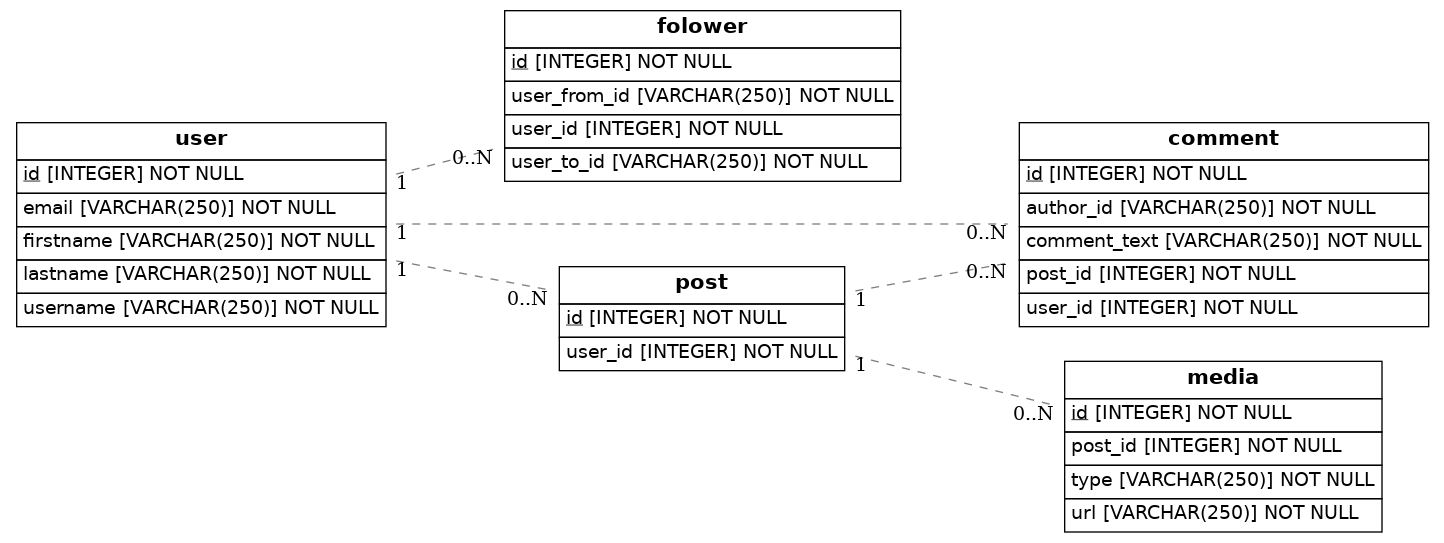 folower
id [INTEGER] NOT NULL
user_from_id [VARCHAR(250)] NOT NULL
user_id [INTEGER] NOT NULL
user_to_id [VARCHAR(250)] NOT NULL
user
id [INTEGER] NOT NULL
email [VARCHAR(250)] NOT NULL
firstname [VARCHAR(250)] NOT NULL
lastname [VARCHAR(250)] NOT NULL
username [VARCHAR(250)] NOT NULL
1
0..N
1
0..N
1
0..N
comment
id [INTEGER] NOT NULL
author_id [VARCHAR(250)] NOT NULL
comment_text [VARCHAR(250)] NOT NULL
post_id [INTEGER] NOT NULL
user_id [INTEGER] NOT NULL
post
id [INTEGER] NOT NULL
user_id [INTEGER] NOT NULL
1
0..N
1
0..N
media
id [INTEGER] NOT NULL
post_id [INTEGER] NOT NULL
type [VARCHAR(250)] NOT NULL
url [VARCHAR(250)] NOT NULL